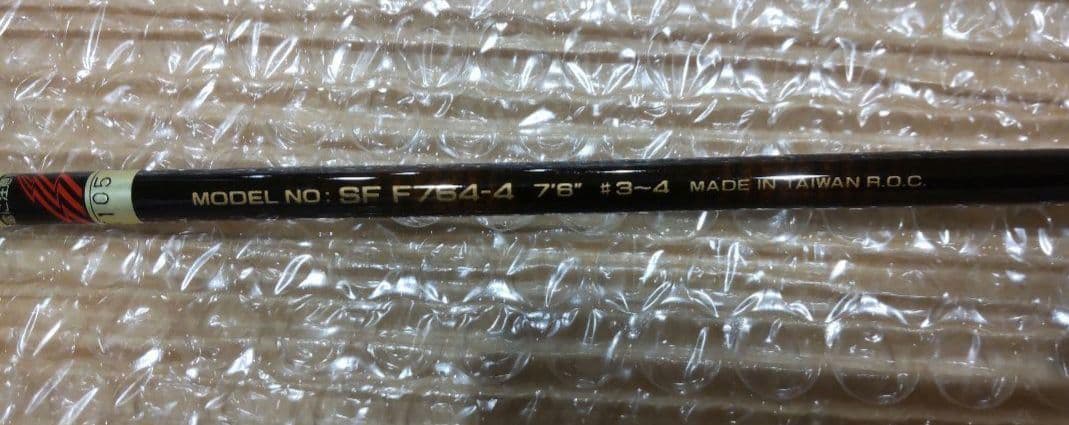 MODEL NO: SF F764-4 7'6" #3~4 MADE IN TAIWAN R.O.C.
105